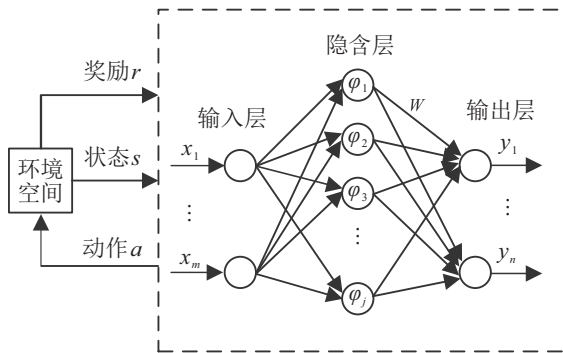 隐含层
奖励r
φ1
W
输入层
输出层
x1
φ2
y1
状态s
环境
空间
φ3
⋮
⋮
⋮
动作a
xm
yn
φj